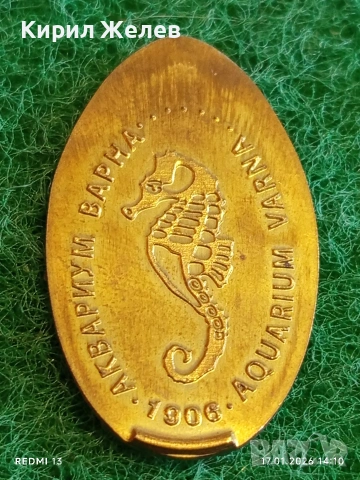 Кирил Желев
АКВАРИУМ ВАРНА
AQUARIUM VARNA
·1906·
REDMI 13
17.01.2026 14:10